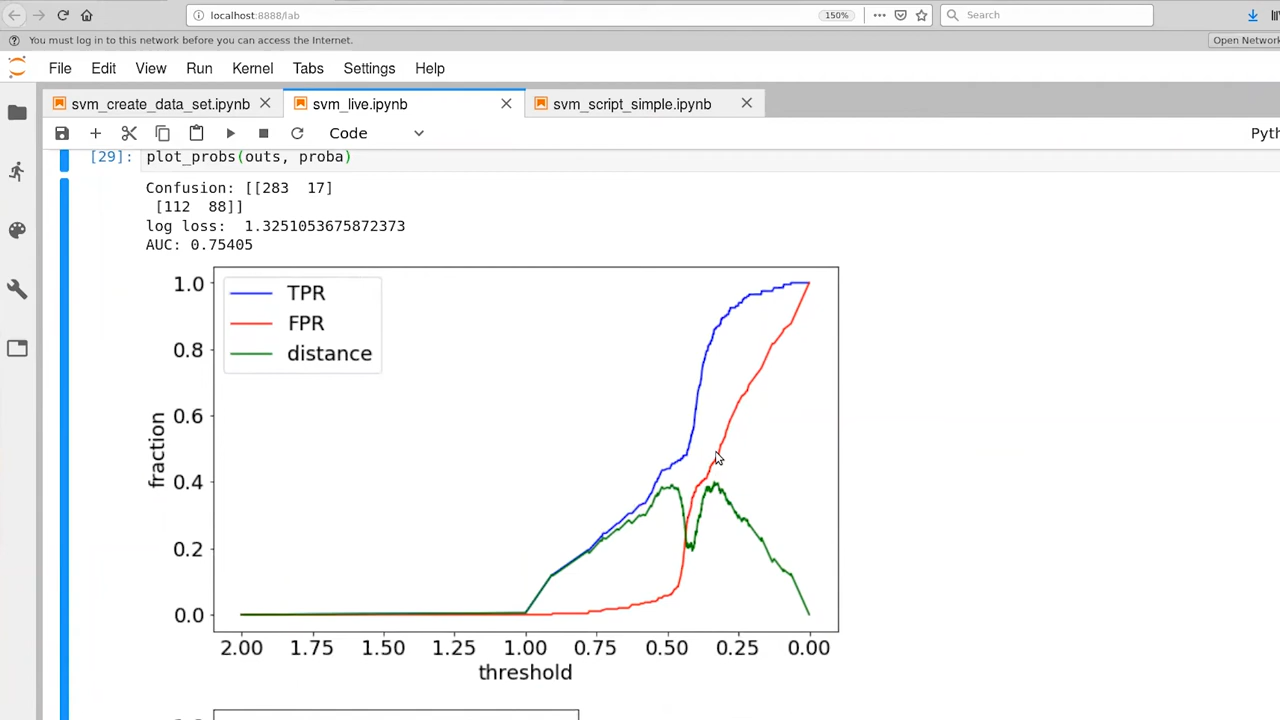 localhost:8888/lab
150%
Search
You must log in to this network before you can access the Internet.
Open Network
File Edit View Run Kernel Tabs Settings Help
svm_create_data_set.ipynb
svm_live.ipynb
svm_script_simple.ipynb
Code
Pyth
[29]: plot_probs(outs, proba)
Confusion: [[283 17]
[112 88]]
log loss: 1.3251053675872373
AUC: 0.75405
TPR
FPR
distance
1.0
0.8
0.6
0.4
0.2
0.0
fraction
2.00 1.75 1.50 1.25 1.00 0.75 0.50 0.25 0.00
threshold